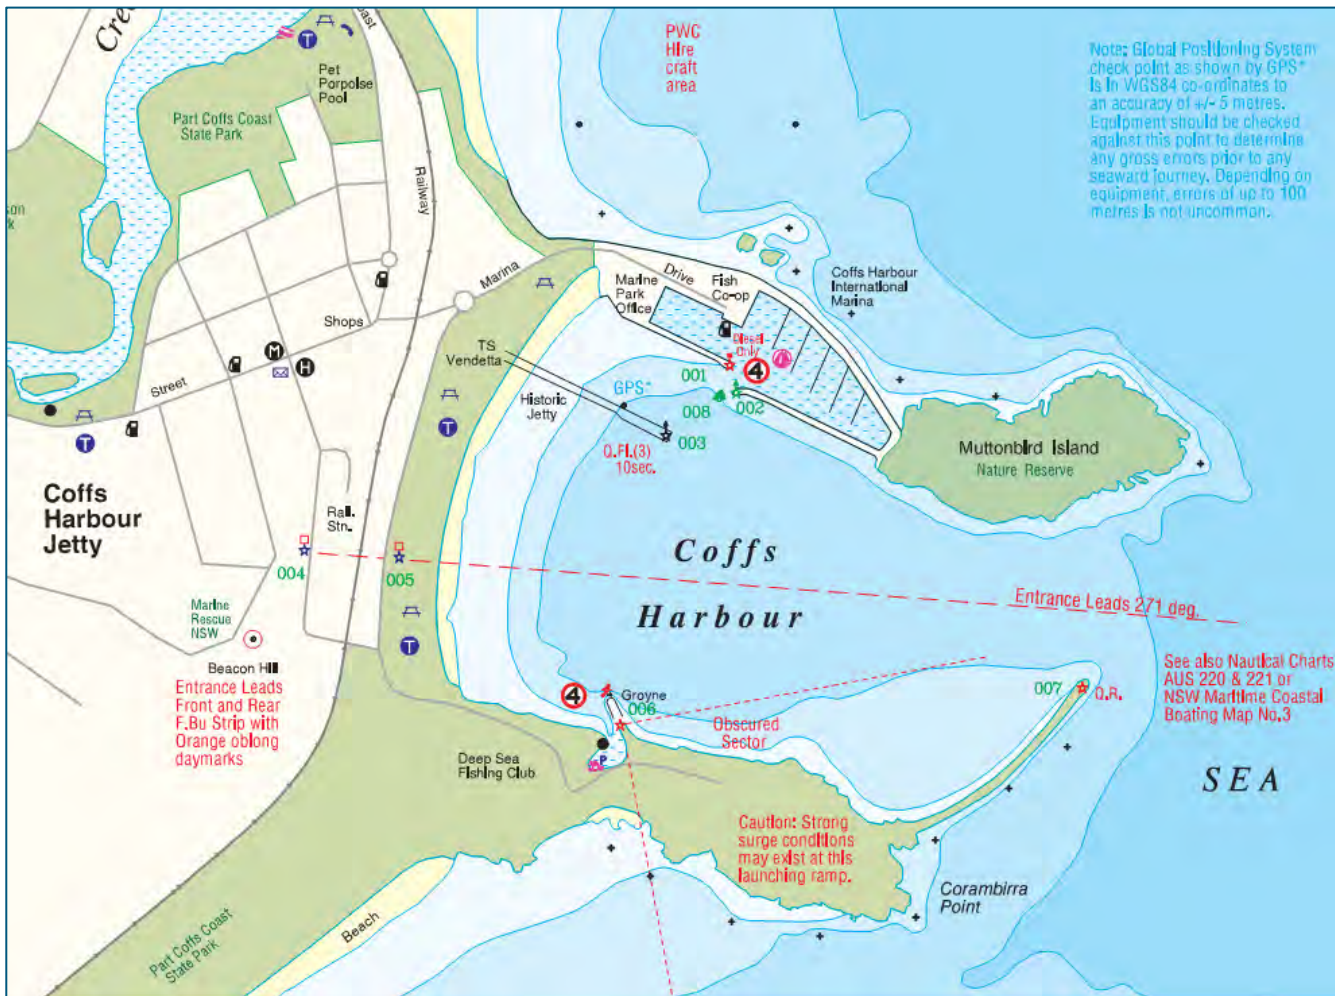 Cree
oast
Pet
Porpoise
Pool
Part Coffs Coast
State Park
son
k
Railway
PWC
Hire
craft
area
Note: Global Positioning System
check point as shown by GPS*
is in WGS84 co-ordinates to
an accuracy of +/- 5 metres.
Equipment should be checked
against this point to determine
any gross errors prior to any
seaward journey. Depending on
equipment, errors of up to 100
metres is not uncommon.
Marina
Drive
Marine
Park
Office
Fish
Co-op
Coffs Harbour
International
Marina
Shops
Street
M
H
T
T
T
T
TS
Vendetta
Diesel
Only
4
001
002
008
003
GPS*
Historic
Jetty
Q.Fl.(3)
10sec.
Muttonbird Island
Nature Reserve
Coffs
Harbour
Jetty
Rail.
Stn.
004
005
Coffs
Harbour
Entrance Leads 271 deg.
Marine
Rescue
NSW
Beacon Hill
Entrance Leads
Front and Rear
F.Bu Strip with
Orange oblong
daymarks
4
Groyne
006
P
Obscured
Sector
007
Q.R.
See also Nautical Charts
AUS 220 & 221 or
NSW Maritime Coastal
Boating Map No.3
SEA
Deep Sea
Fishing Club
Caution: Strong
surge conditions
may exist at this
launching ramp.
Corambirra
Point
Beach
Part Coffs Coast
State Park